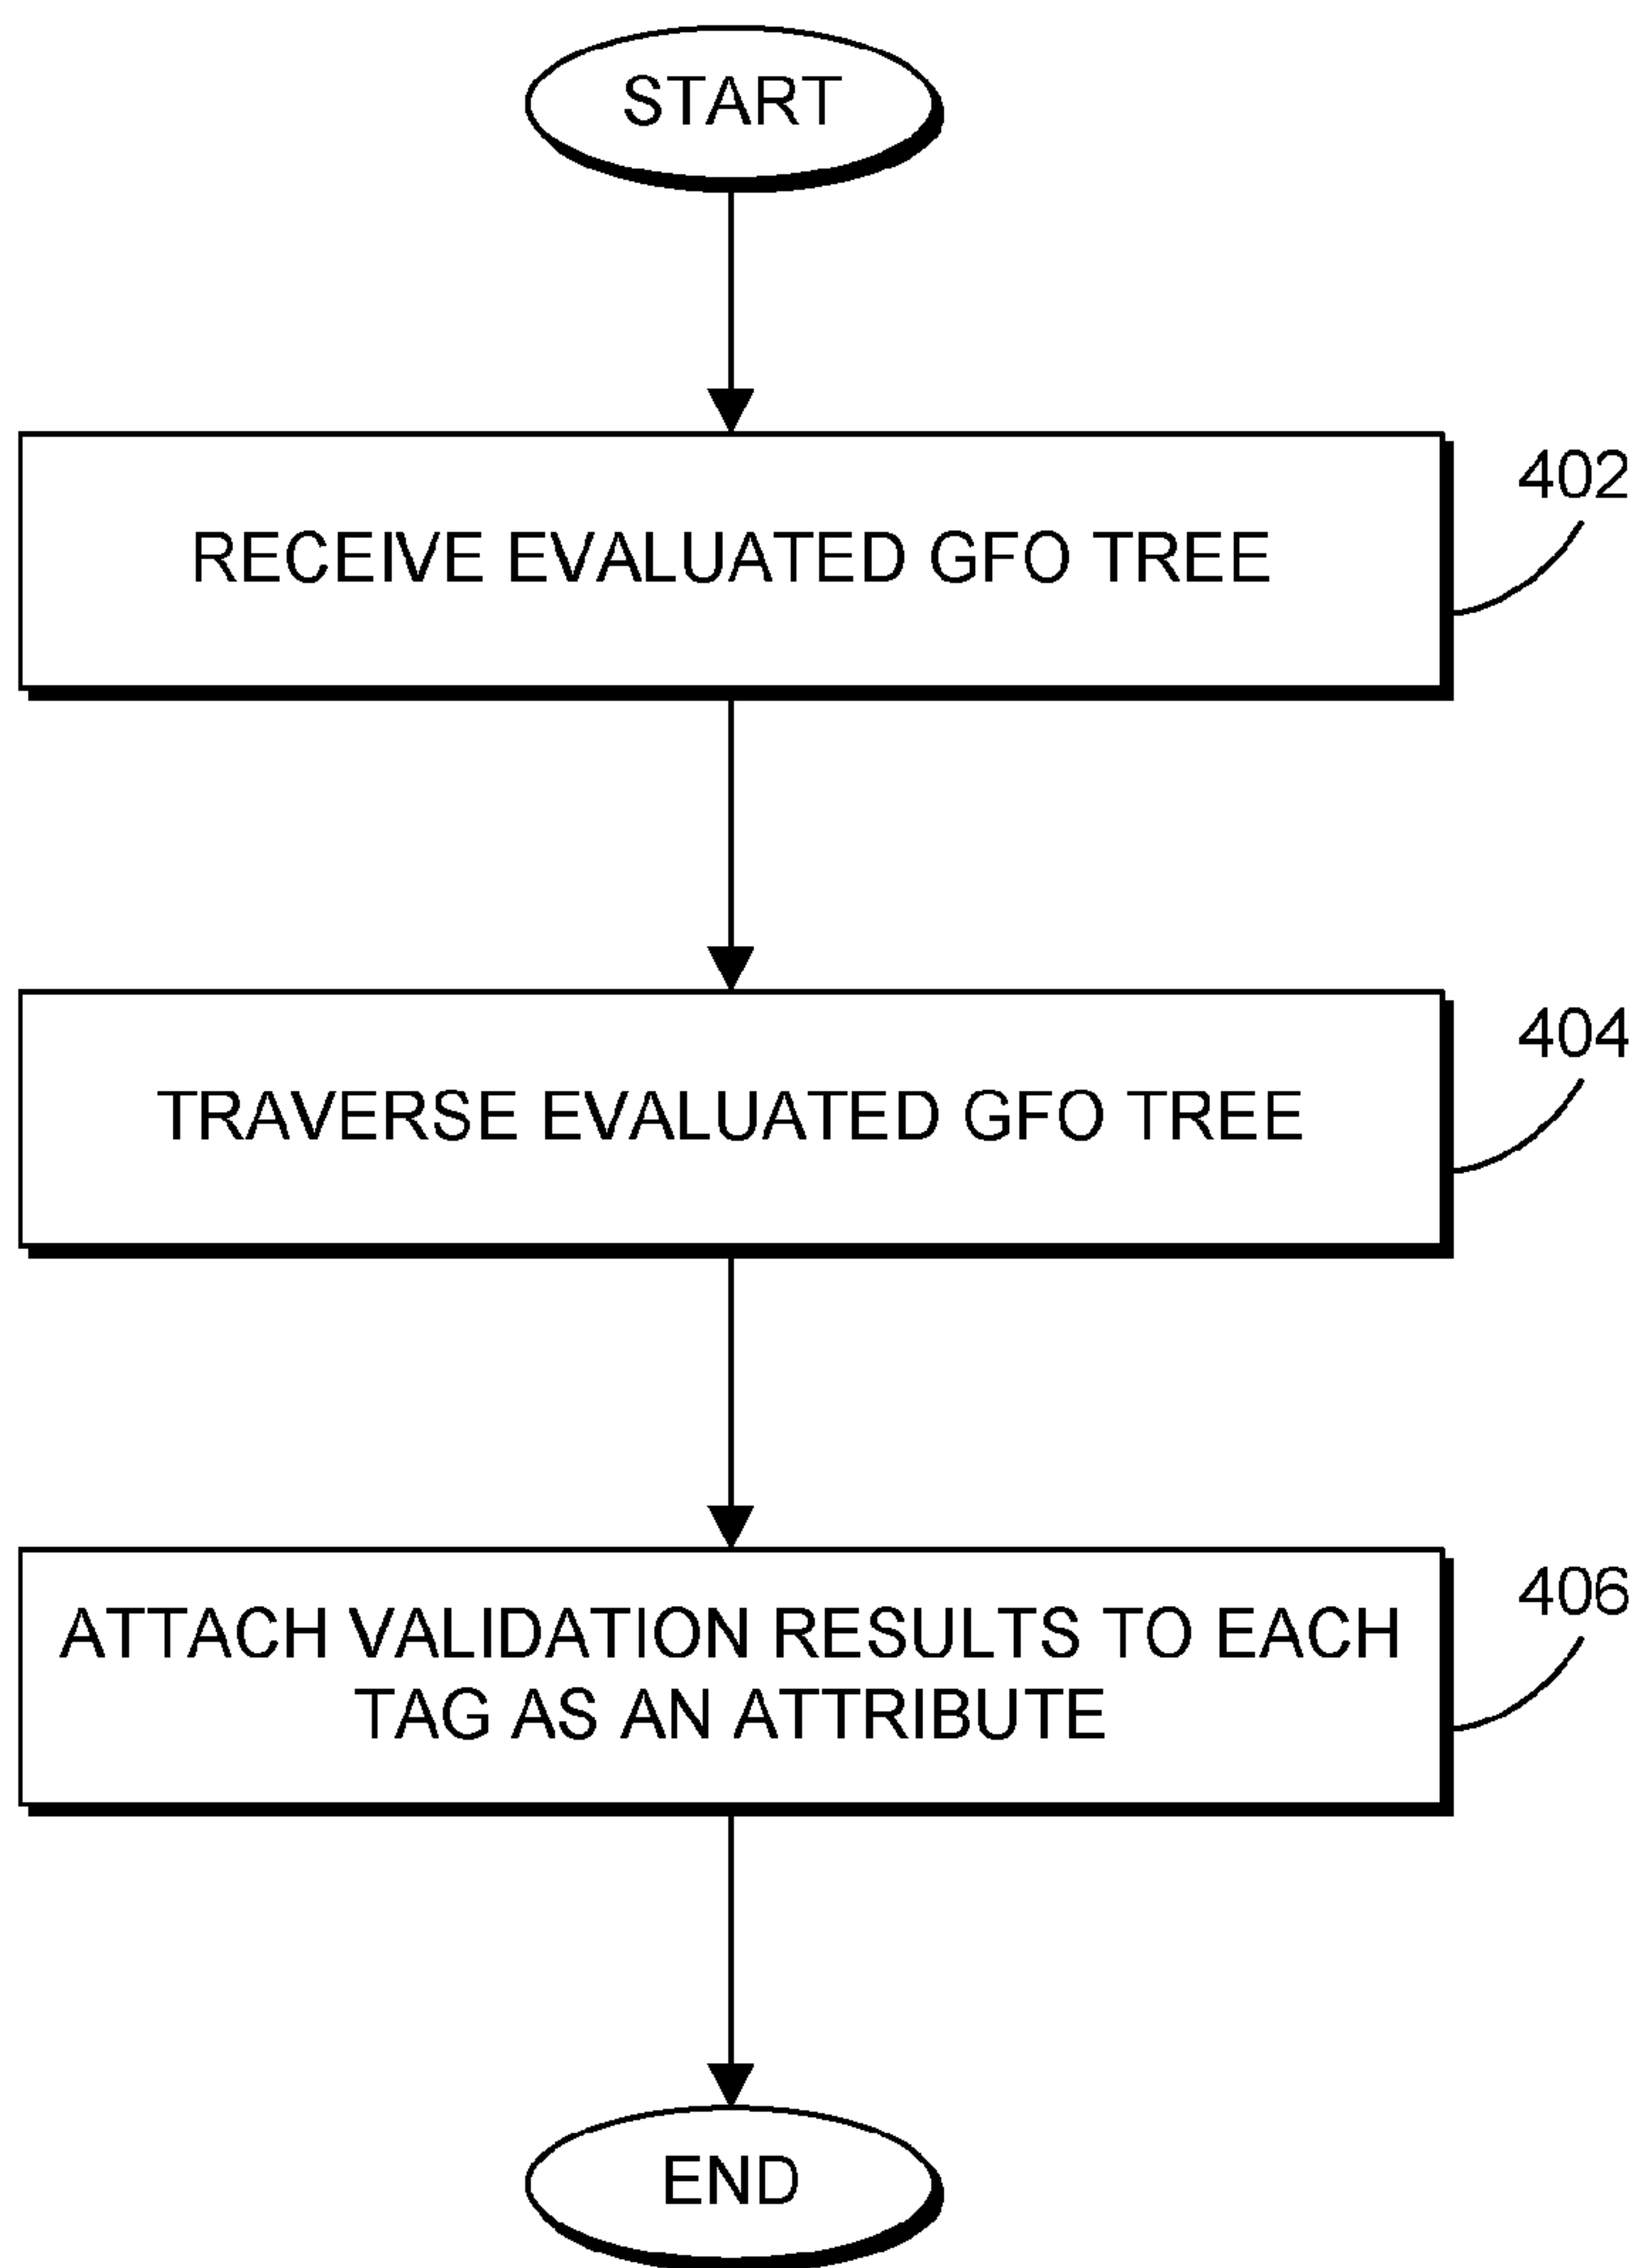 START
402
RECEIVE EVALUATED GFO TREE
404
TRAVERSE EVALUATED GFO TREE
406
ATTACH VALIDATION RESULTS TO EACH
TAG AS AN ATTRIBUTE
END